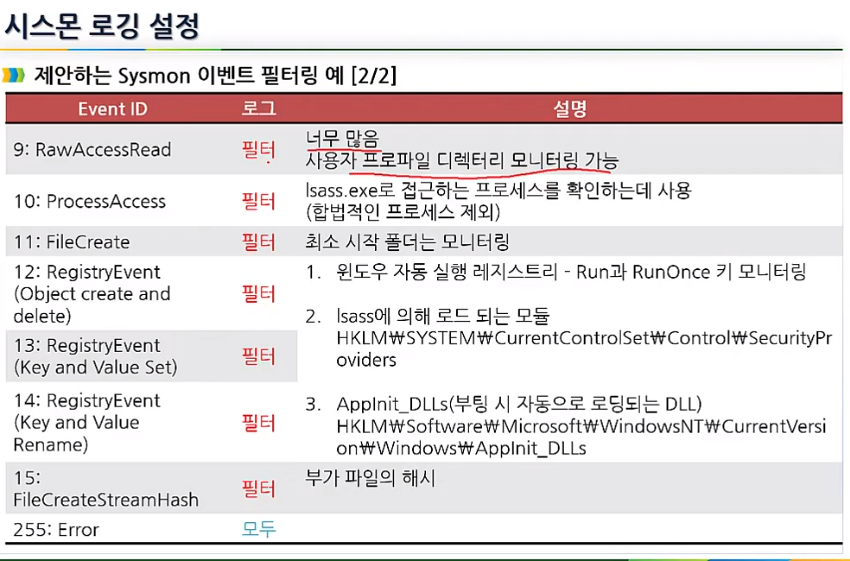 시스몬 로깅 설정
제안하는 Sysmon 이벤트 필터링 예 [2/2]
Event ID 로그 설명
9: RawAccessRead 필터 너무 많음
사용자 프로파일 디렉터리 모니터링 가능
10: ProcessAccess 필터 lsass.exe로 접근하는 프로세스를 확인하는데 사용
(합법적인 프로세스 제외)
11: FileCreate 필터 최소 시작 폴더는 모니터링
12: RegistryEvent
(Object create and
delete)
필터
13: RegistryEvent
(Key and Value Set)
필터
14: RegistryEvent
(Key and Value
Rename)
필터
1. 윈도우 자동 실행 레지스트리 - Run과 RunOnce 키 모니터링
2. lsass에 의해 로드 되는 모듈
HKLM₩SYSTEM₩CurrentControlSet₩Control₩SecurityPr
oviders
3. AppInit_DLLs(부팅 시 자동으로 로딩되는 DLL)
HKLM₩Software₩Microsoft₩WindowsNT₩CurrentVersi
on₩Windows₩AppInit_DLLs
15:
FileCreateStreamHash
필터 부가 파일의 해시
255: Error 모두